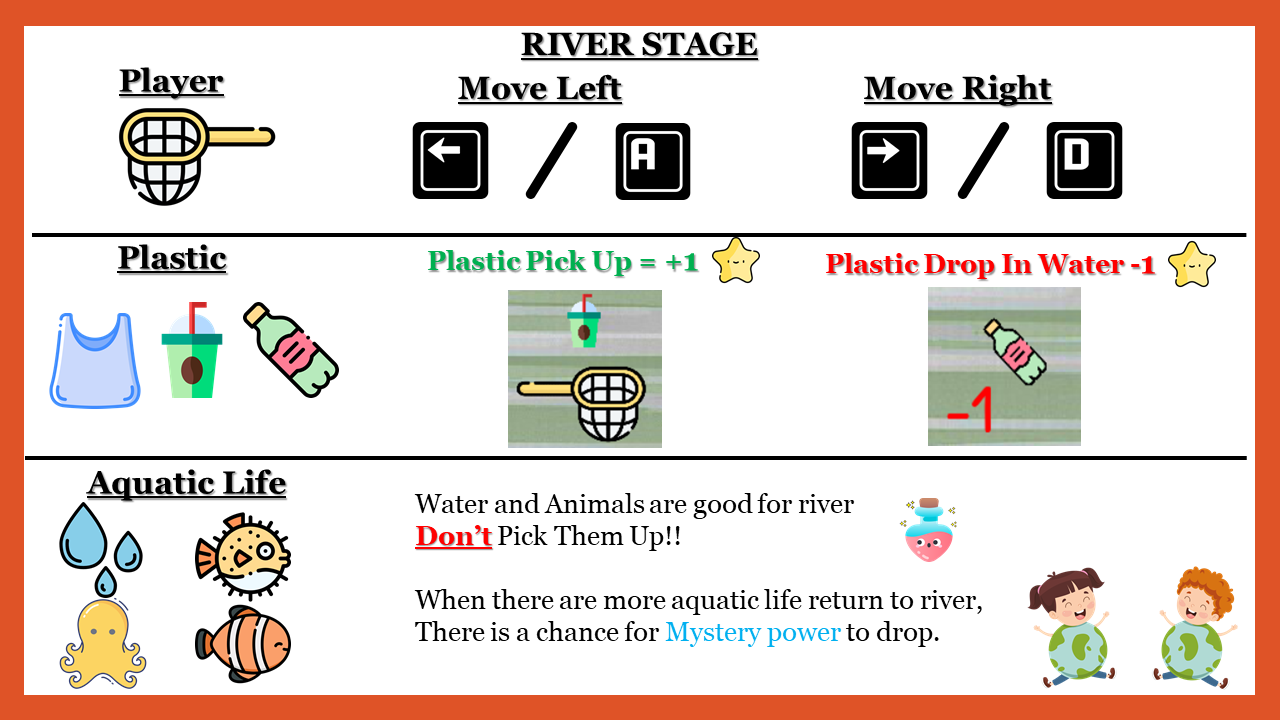 RIVER STAGE
Player
Move Left
Move Right
A
D
Plastic
Plastic Pick Up = +1
Plastic Drop In Water -1
-1
Aquatic Life
Water and Animals are good for river
Don't Pick Them Up!!
When there are more aquatic life return to river,
There is a chance for Mystery power to drop.